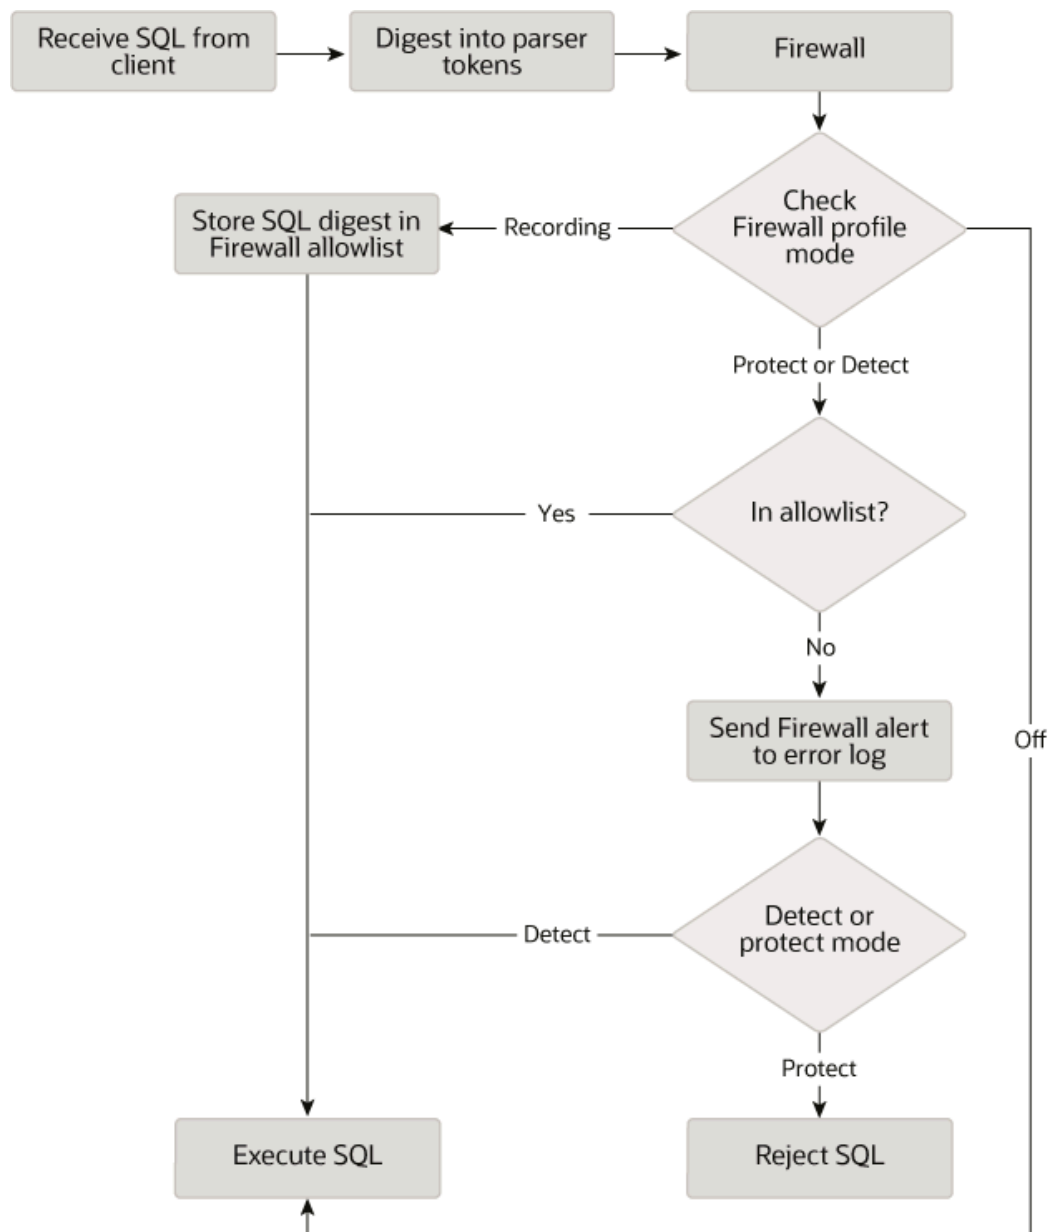 Receive SQL from
client
Digest into parser
tokens
Firewall
Check
Firewall profile
mode
Recording
Store SQL digest in
Firewall allowlist
Protect or Detect
In allowlist?
Yes
No
Send Firewall alert
to error log
Off
Detect or
protect mode
Detect
Protect
Execute SQL
Reject SQL